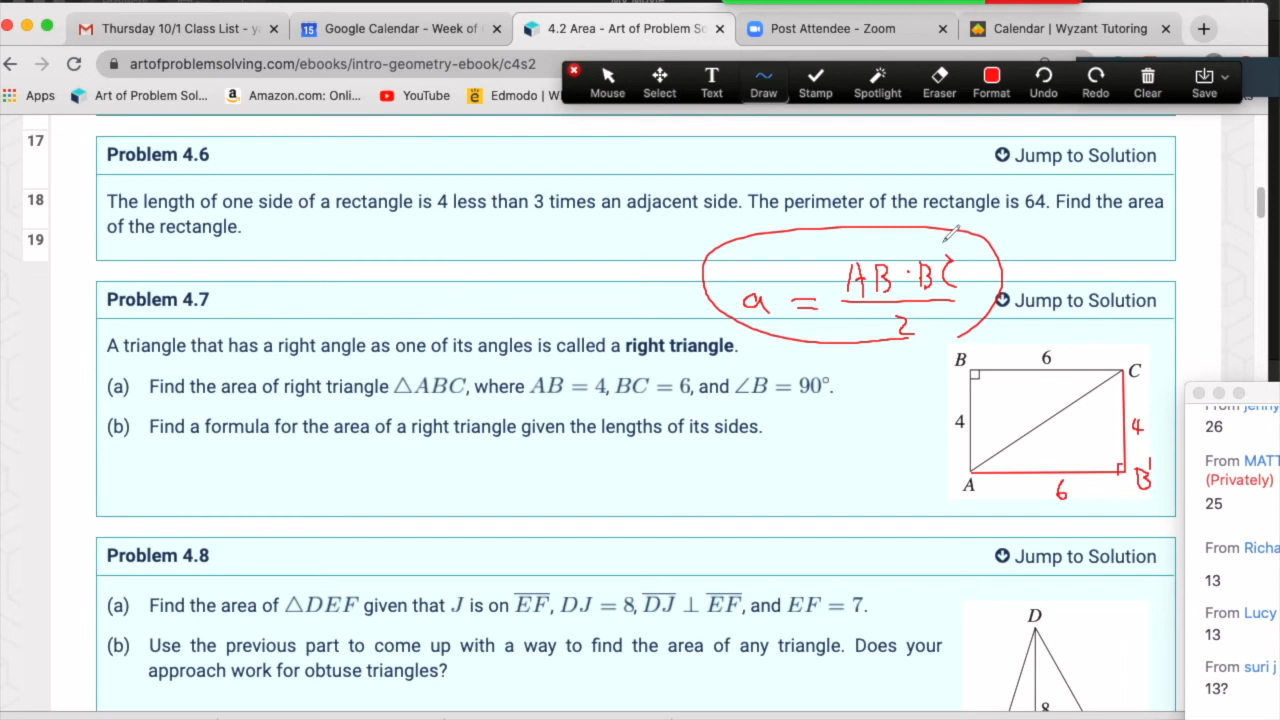 Thursday 10/1 Class List - y
Google Calendar - Week of
4.2 Area - Art of Problem So
Post Attendee - Zoom
Calendar | Wyzant Tutoring
artofproblemsolving.com/ebooks/intro-geometry-ebook/c4s2
Mouse Select Text Draw Stamp Spotlight Eraser Format Undo Redo Clear Save
Apps Art of Problem Sol... Amazon.com: Onli... YouTube Edmodo | W
17
18
19
Problem 4.6 Jump to Solution
The length of one side of a rectangle is 4 less than 3 times an adjacent side. The perimeter of the rectangle is 64. Find the area
of the rectangle.
a = AB · BC / 2
Problem 4.7 Jump to Solution
A triangle that has a right angle as one of its angles is called a right triangle.
(a) Find the area of right triangle △ABC, where AB = 4, BC = 6, and ∠B = 90°.
(b) Find a formula for the area of a right triangle given the lengths of its sides.
B 6 C
4 4
A 6 B'
Problem 4.8 Jump to Solution
(a) Find the area of △DEF given that J is on EF, DJ = 8, DJ ⊥ EF, and EF = 7.
(b) Use the previous part to come up with a way to find the area of any triangle. Does your
approach work for obtuse triangles?
D
8
26
From MATT
(Privately)
25
From Richa
13
From Lucy
13
From suri j
13?